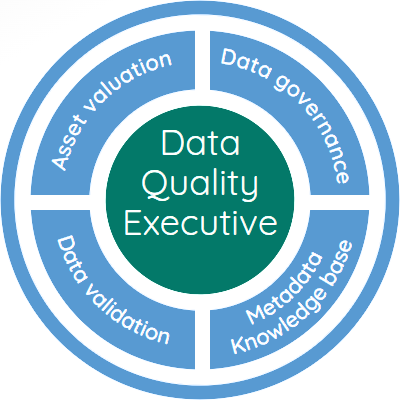 Asset valuation
Data governance
Data
Quality
Executive
Data validation
Metadata
Knowledge base